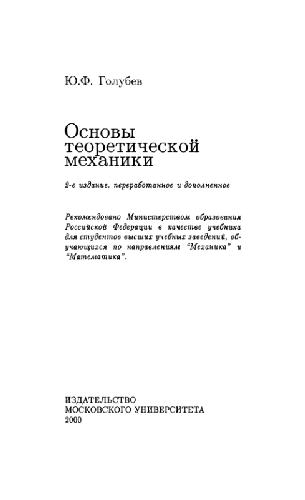 Ю.Ф. Голубев
Основы
теоретической
механики
2-е издание, переработанное и дополненное
Рекомендовано Министерством образования
Российской Федерации в качестве учебника
для студентов высших учебных заведений, об-
учающихся по направлениям "Механика" и
"Математика".
ИЗДАТЕЛЬСТВО
МОСКОВСКОГО УНИВЕРСИТЕТА
2000